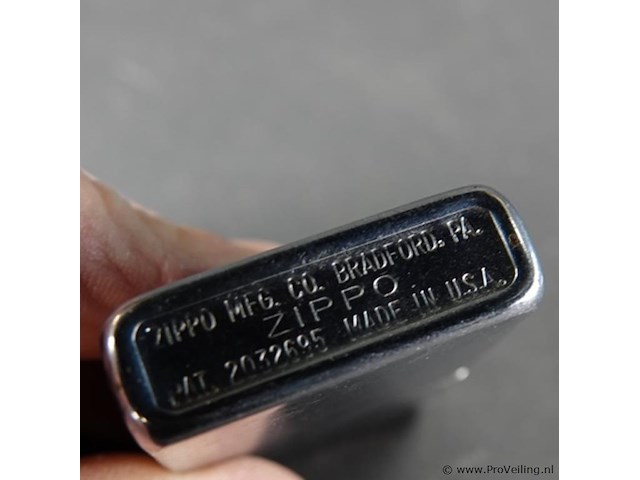 ZIPPO MFG. CO. BRADFORD, PA.
ZIPPO
PAT. 2032695 MADE IN U.S.A.
© www.ProVeiling.nl